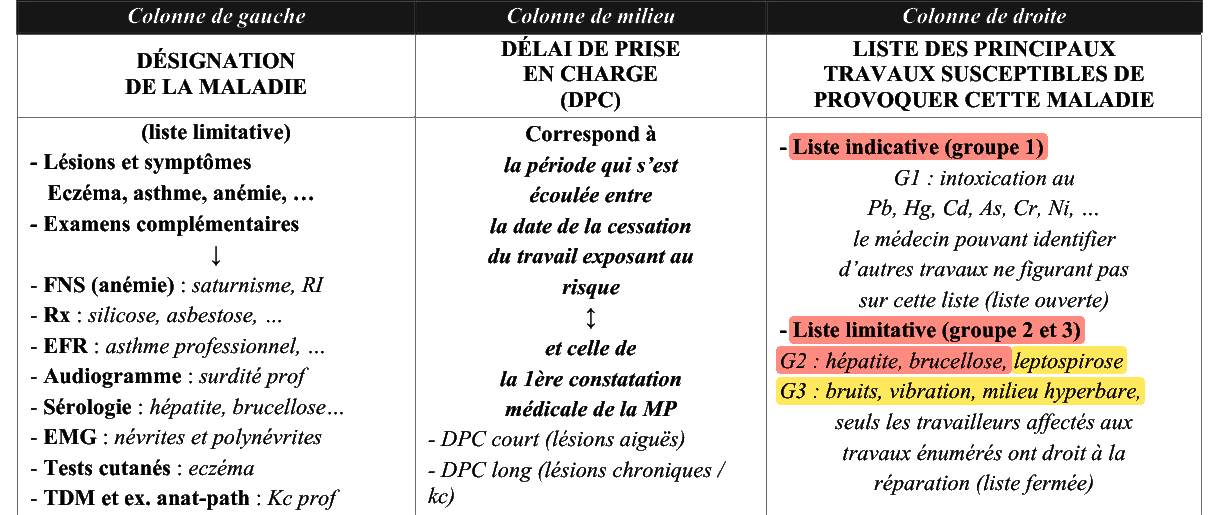 Colonne de gauche
DÉSIGNATION
DE LA MALADIE
(liste limitative)
- Lésions et symptômes
Eczéma, asthme, anémie, …
- Examens complémentaires
↓
- FNS (anémie) : saturnisme, RI
- Rx : silicose, asbestose, …
- EFR : asthme professionnel, …
- Audiogramme : surdité prof
- Sérologie : hépatite, brucellose…
- EMG : névrites et polynévrites
- Tests cutanés : eczéma
- TDM et ex. anat-path : Kc prof
Colonne de milieu
DÉLAI DE PRISE
EN CHARGE
(DPC)
Correspond à
la période qui s’est
écoulée entre
la date de la cessation
du travail exposant au
risque
↕
et celle de
la 1ère constatation
médicale de la MP
- DPC court (lésions aiguës)
- DPC long (lésions chroniques /
kc)
Colonne de droite
LISTE DES PRINCIPAUX
TRAVAUX SUSCEPTIBLES DE
PROVOQUER CETTE MALADIE
- Liste indicative (groupe 1)
G1 : intoxication au
Pb, Hg, Cd, As, Cr, Ni, …
le médecin pouvant identifier
d’autres travaux ne figurant pas
sur cette liste (liste ouverte)
- Liste limitative (groupe 2 et 3)
G2 : hépatite, brucellose, leptospirose
G3 : bruits, vibration, milieu hyperbare,
seuls les travailleurs affectés aux
travaux énumérés ont droit à la
réparation (liste fermée)